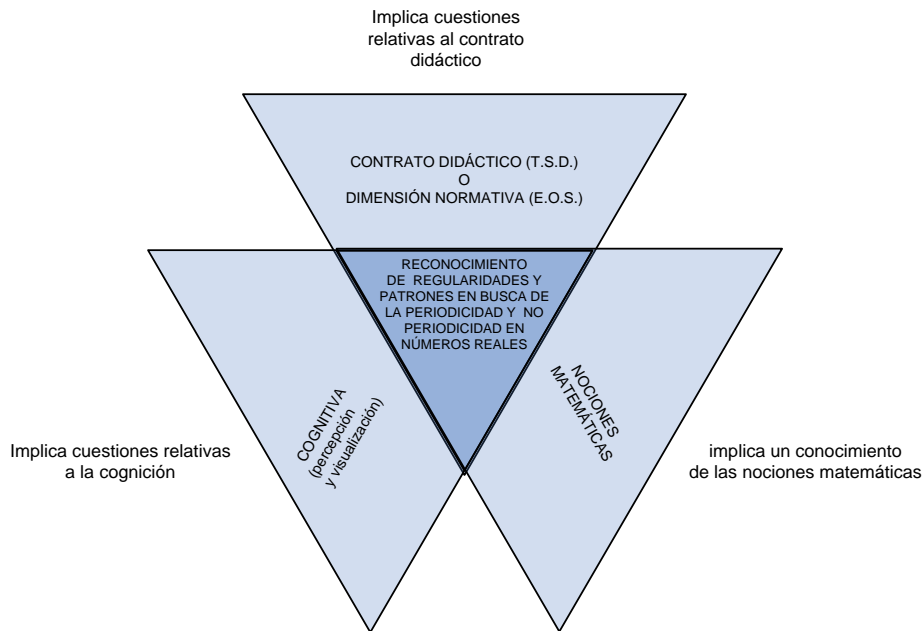 Implica cuestiones
relativas al contrato
didáctico
CONTRATO DIDÁCTICO (T.S.D.)
O
DIMENSIÓN NORMATIVA (E.O.S.)
RECONOCIMIENTO
DE REGULARIDADES Y
PATRONES EN BUSCA DE
LA PERIODICIDAD Y NO
PERIODICIDAD EN
NÚMEROS REALES
COGNITIVA
(percepción
y visualización)
NOCIONES
MATEMÁTICAS
Implica cuestiones relativas
a la cognición
implica un conocimiento
de las nociones matemáticas